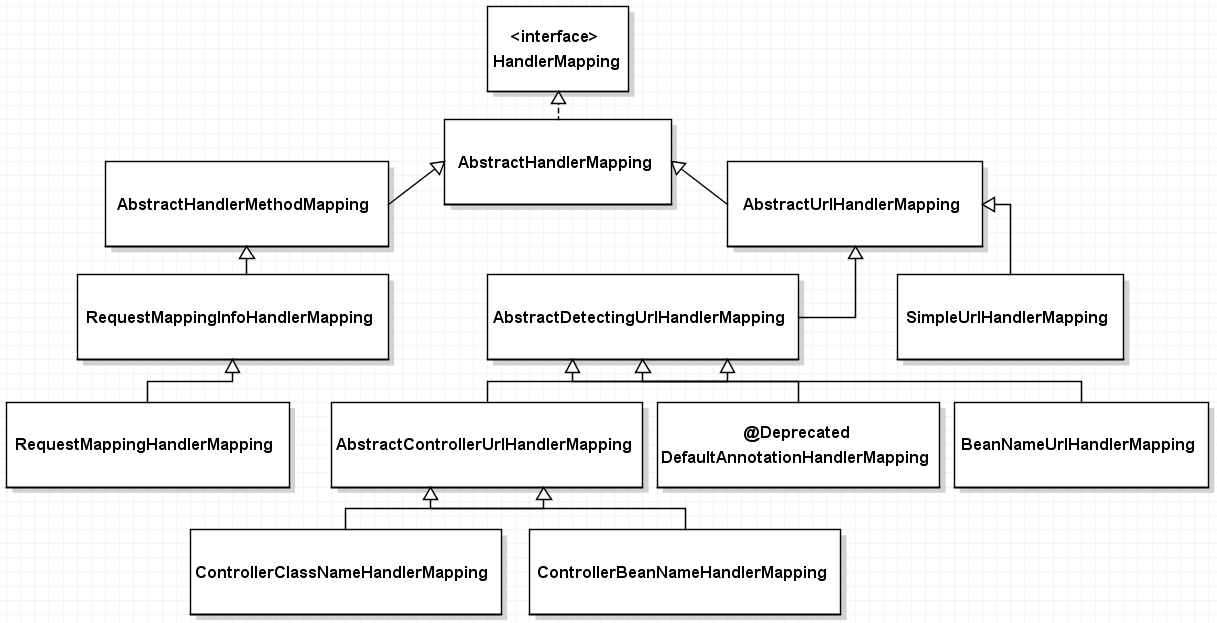 <interface>
HandlerMapping
AbstractHandlerMapping
AbstractHandlerMethodMapping
AbstractUrlHandlerMapping
RequestMappingInfoHandlerMapping
AbstractDetectingUrlHandlerMapping
SimpleUrlHandlerMapping
RequestMappingHandlerMapping
AbstractControllerUrlHandlerMapping
@Deprecated
DefaultAnnotationHandlerMapping
BeanNameUrlHandlerMapping
ControllerClassNameHandlerMapping
ControllerBeanNameHandlerMapping